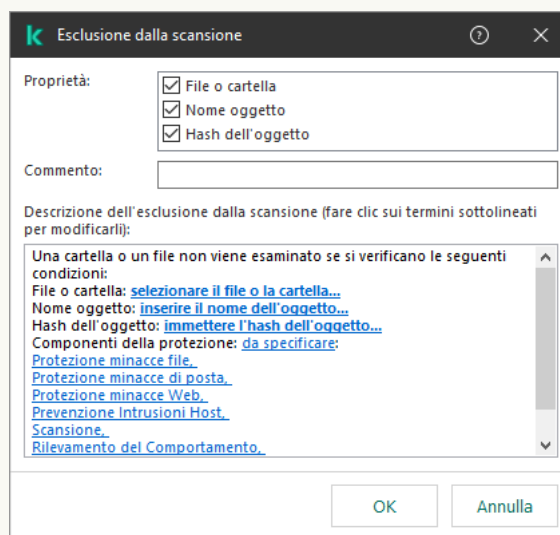 Esclusione dalla scansione
Proprietà:
File o cartella
Nome oggetto
Hash dell'oggetto
Commento:
Descrizione dell'esclusione dalla scansione (fare clic sui termini sottolineati
per modificarli):
Una cartella o un file non viene esaminato se si verificano le seguenti
condizioni:
File o cartella: selezionare il file o la cartella...
Nome oggetto: inserire il nome dell'oggetto...
Hash dell'oggetto: immettere l'hash dell'oggetto...
Componenti della protezione: da specificare:
Protezione minacce file,
Protezione minacce di posta,
Protezione minacce Web,
Prevenzione Intrusioni Host,
Scansione,
Rilevamento del Comportamento,
OK Annulla